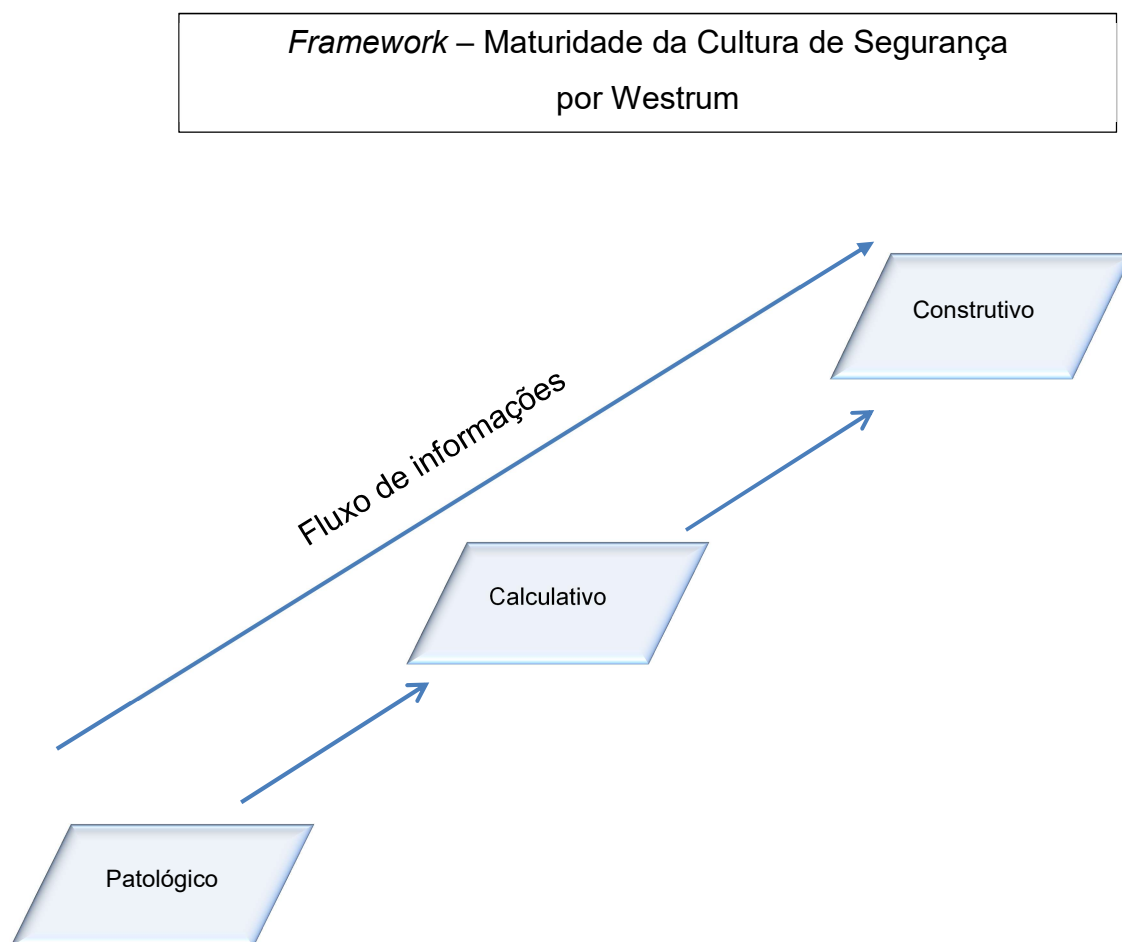 Framework – Maturidade da Cultura de Segurança
por Westrum
Construtivo
Fluxo de informações
Calculativo
Patológico